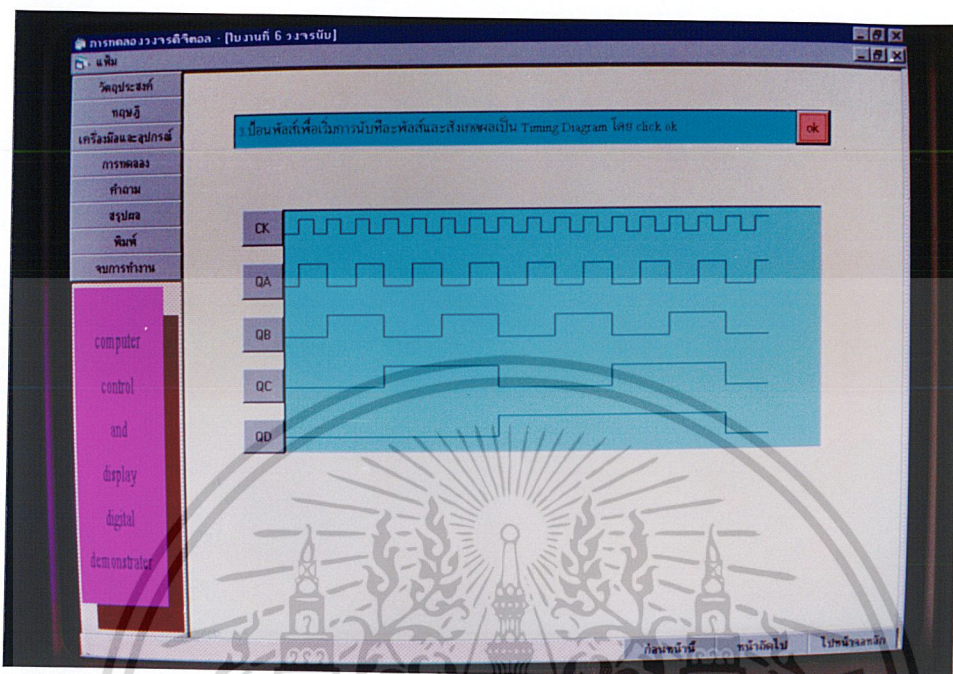 การทดลองวงจรดิจิตอล - [ใบงานที่ 6 วงจรนับ]
แฟ้ม
วัตถุประสงค์
ทฤษฎี
เครื่องมือและอุปกรณ์
การทดลอง
คำถาม
สรุปผล
พิมพ์
จบการทำงาน
3.ป้อนพัลส์เพื่อเริ่มการนับทีละพัลส์และสังเกตผลเป็น Timing Diagram โดย click ok
ok
CK
QA
QB
QC
QD
computer
control
and
display
digital
demonstrater
ก่อนหน้านี้
หน้าถัดไป
ไปหน้าจอหลัก